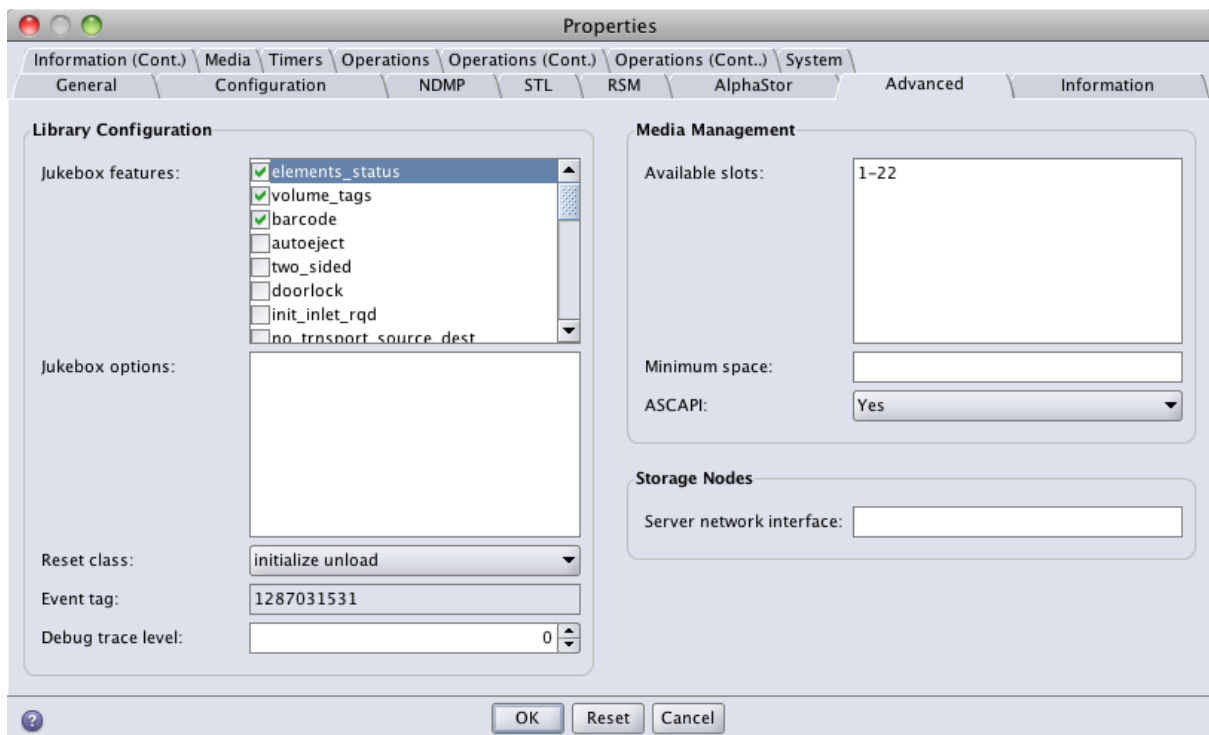 Properties
Information (Cont.) Media Timers Operations Operations (Cont.) Operations (Cont..) System
General Configuration NDMP STL RSM AlphaStor Advanced Information
Library Configuration
Jukebox features:
elements_status
volume_tags
barcode
autoeject
two_sided
doorlock
init_inlet_rqd
no_trnsport_source_dest
Jukebox options:
Reset class: initialize unload
Event tag: 1287031531
Debug trace level: 0
Media Management
Available slots: 1-22
Minimum space:
ASCAPI: Yes
Storage Nodes
Server network interface:
? OK Reset Cancel